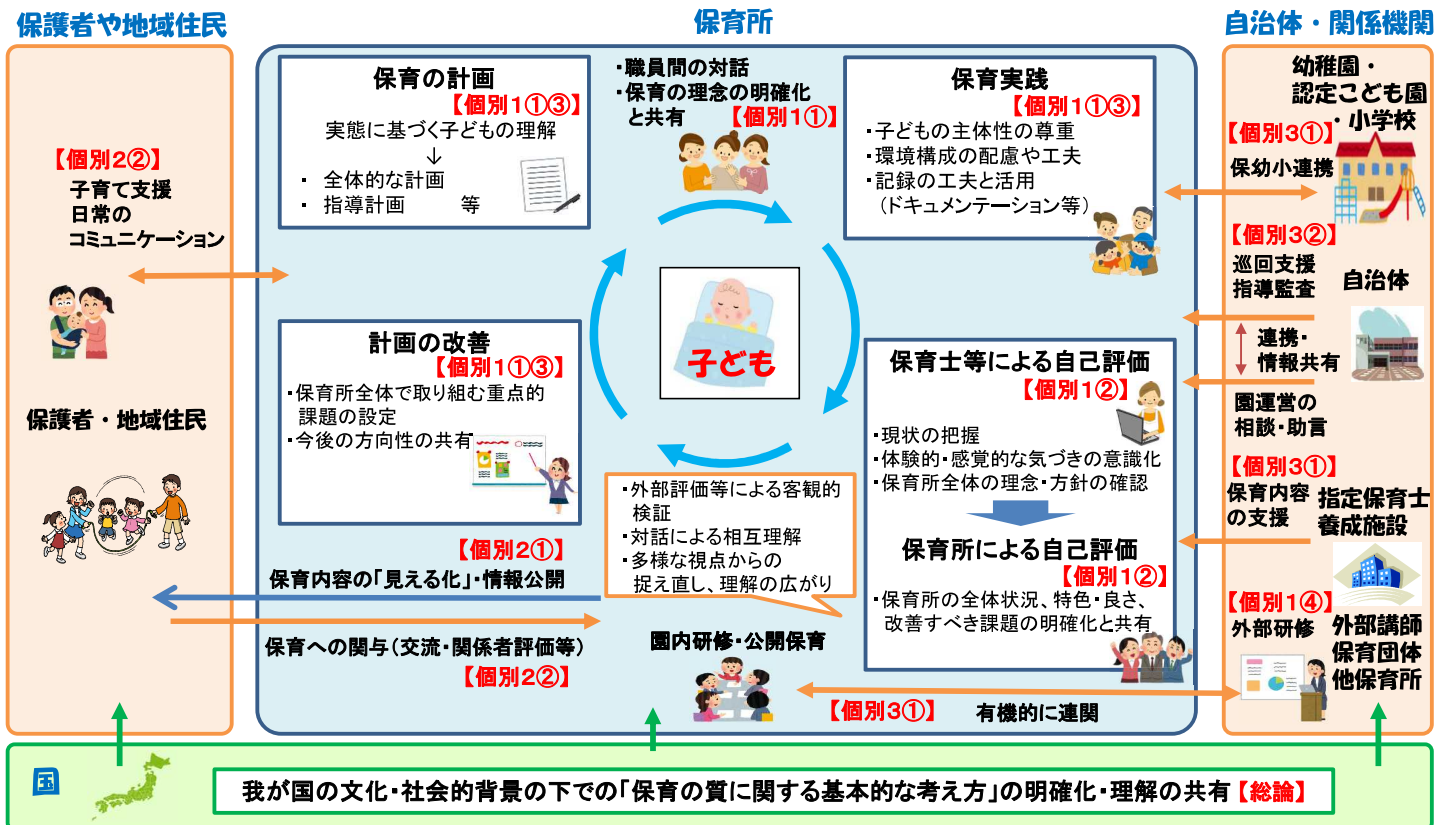 保護者や地域住民
保育所
自治体・関係機関
【個別2②】
子育て支援
日常の
コミュニケーション
保護者・地域住民
保育の計画
【個別1①③】
実態に基づく子どもの理解
↓
・ 全体的な計画
・ 指導計画 等
・職員間の対話
・保育の理念の明確化
と共有 【個別1①】
保育実践
【個別1①③】
・子どもの主体性の尊重
・環境構成の配慮や工夫
・記録の工夫と活用
(ドキュメンテーション等)
子ども
計画の改善
【個別1①③】
・保育所全体で取り組む重点的
課題の設定
・今後の方向性の共有
保育士等による自己評価
【個別1②】
・現状の把握
・体験的・感覚的な気づきの意識化
・保育所全体の理念・方針の確認
保育所による自己評価
【個別1②】
・保育所の全体状況、特色・良さ、
改善すべき課題の明確化と共有
・外部評価等による客観的
検証
・対話による相互理解
・多様な視点からの
捉え直し、理解の広がり
【個別2①】
保育内容の「見える化」・情報公開
保育への関与(交流・関係者評価等)
【個別2②】
園内研修・公開保育
【個別3①】 有機的に連関
幼稚園・
認定こども園
・小学校
【個別3①】
保幼小連携
【個別3②】
巡回支援
指導監査
自治体
連携・
情報共有
園運営の
相談・助言
【個別3①】
保育内容
の支援
指定保育士
養成施設
【個別1④】
外部研修
外部講師
保育団体
他保育所
国
我が国の文化・社会的背景の下での「保育の質に関する基本的な考え方」の明確化・理解の共有【総論】